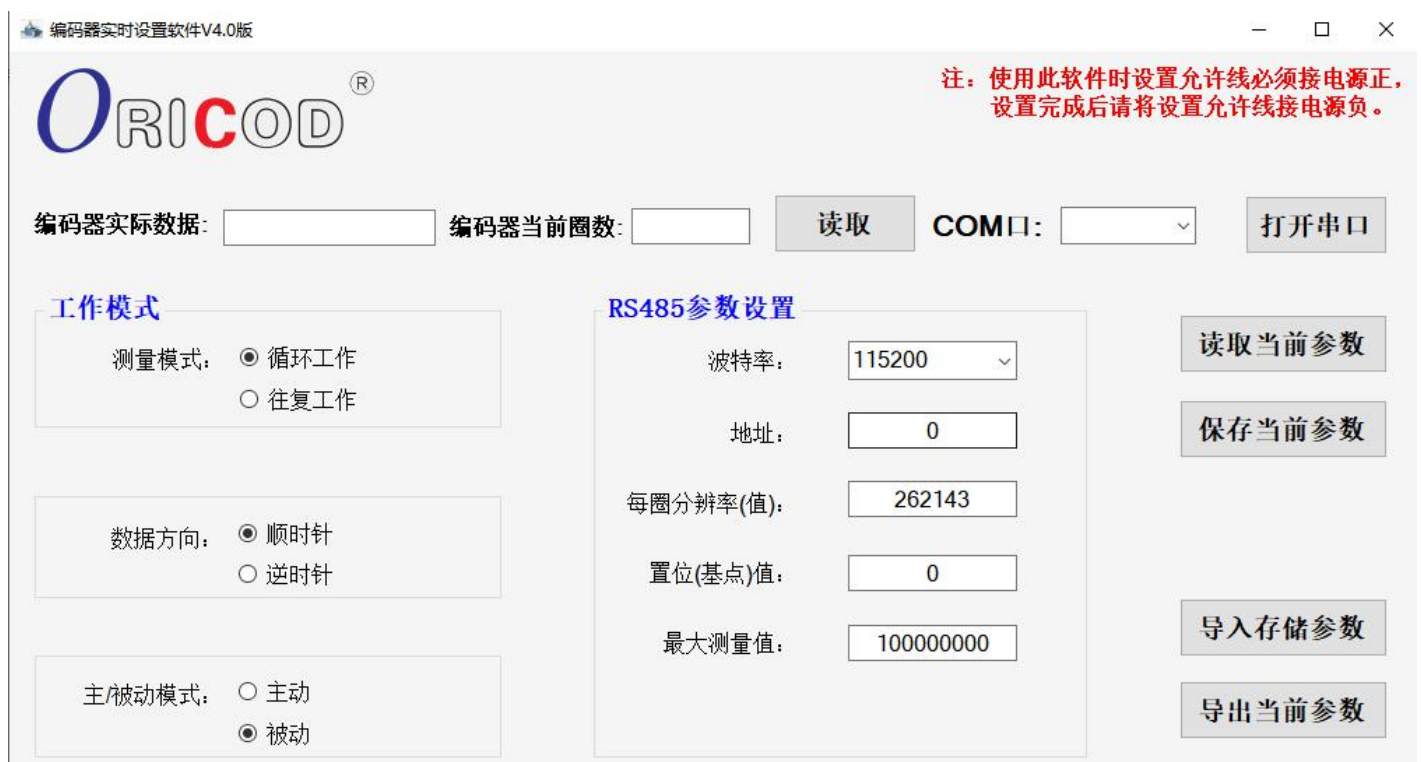 编码器实时设置软件V4.0版
ORICOD®
注：使用此软件时设置允许线必须接电源正，
设置完成后请将设置允许线接电源负。
编码器实际数据: 编码器当前圈数: 读取 COM口: 打开串口
工作模式
测量模式： 循环工作
往复工作
数据方向： 顺时针
逆时针
主/被动模式： 主动
被动
RS485参数设置
波特率： 115200
地址： 0
每圈分辨率(值)： 262143
置位(基点)值： 0
最大测量值： 100000000
读取当前参数
保存当前参数
导入存储参数
导出当前参数